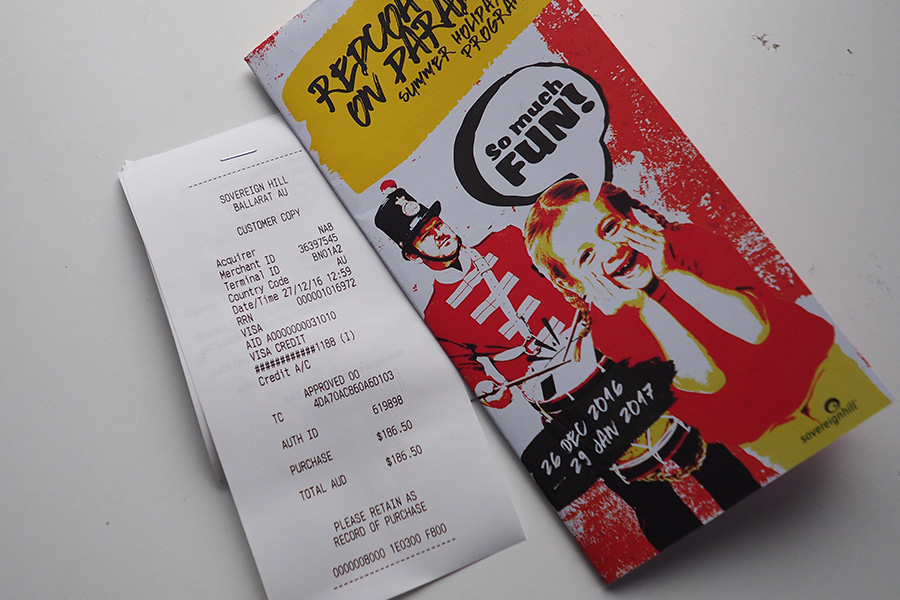 SOVEREIGN HILL
BALLARAT AU
CUSTOMER COPY
Acquirer NAB
Merchant ID 36397545
Terminal ID BN01A2
Country Code AU
Date/Time 27/12/16 12:59
RRN 000001016972
VISA
AID A0000000031010
VISA CREDIT
############1188 (I)
Credit A/C
APPROVED 00
TC 4DA70AC860A6D103
AUTH ID 619898
PURCHASE $186.50
TOTAL AUD $186.50
PLEASE RETAIN AS
RECORD OF PURCHASE
0000008000 1E0300 F800
ON
SUMMER HOLIDAY
So much
FUN!
26 DEC 2016
– 29 JAN 2017
sovereignhill